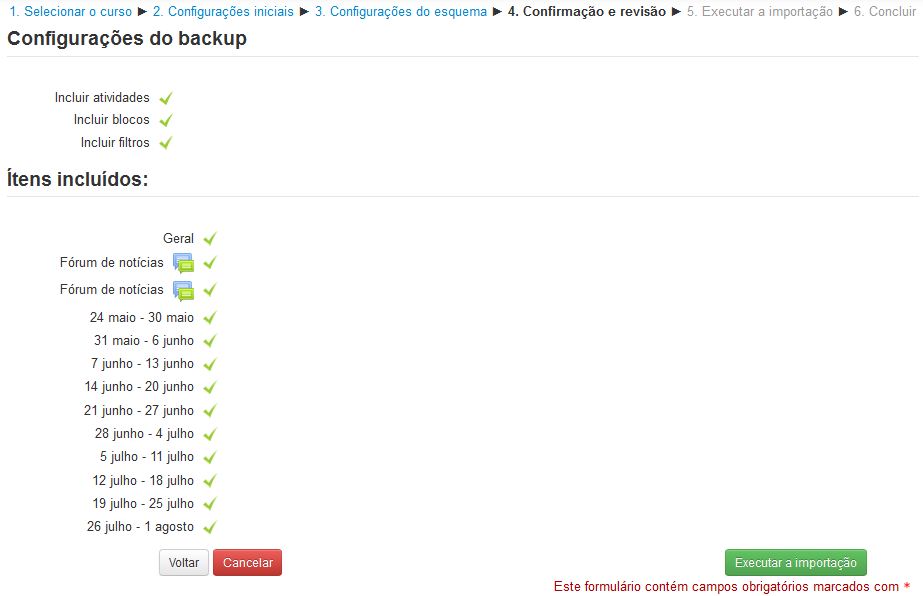 1. Selecionar o curso ► 2. Configurações iniciais ► 3. Configurações do esquema ► 4. Confirmação e revisão ► 5. Executar a importação ► 6. Concluir
Configurações do backup
Incluir atividades
Incluir blocos
Incluir filtros
Ítens incluídos:
Geral
Fórum de notícias
Fórum de notícias
24 maio - 30 maio
31 maio - 6 junho
7 junho - 13 junho
14 junho - 20 junho
21 junho - 27 junho
28 junho - 4 julho
5 julho - 11 julho
12 julho - 18 julho
19 julho - 25 julho
26 julho - 1 agosto
Voltar Cancelar Executar a importação
Este formulário contém campos obrigatórios marcados com *